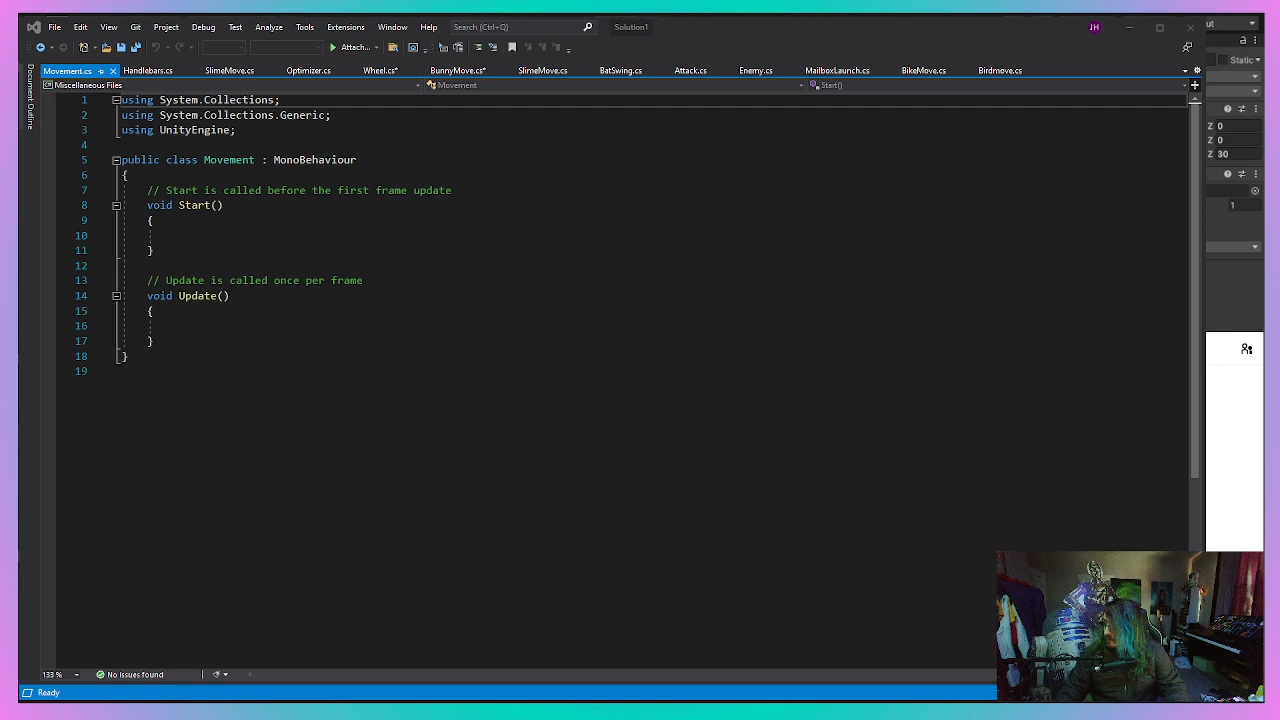 File Edit View Git Project Debug Test Analyze Tools Extensions Window Help Search (Ctrl+Q) Solution1 JH
Attach...
Static
Movement.cs Handlebars.cs SlimeMove.cs Optimizer.cs Wheel.cs* BunnyMove.cs* SlimeMove.cs BatSwing.cs Attack.cs Enemy.cs MailboxLaunch.cs BikeMove.cs Birdmove.cs
Document Outline
Miscellaneous Files Movement Start()
1 using System.Collections;
2 using System.Collections.Generic;
3 using UnityEngine;
4
5 public class Movement : MonoBehaviour
6 {
7 // Start is called before the first frame update
8 void Start()
9 {
10
11 }
12
13 // Update is called once per frame
14 void Update()
15 {
16
17 }
18 }
19
Z 0
Z 0
Z 30
1
133 % No issues found
Ready